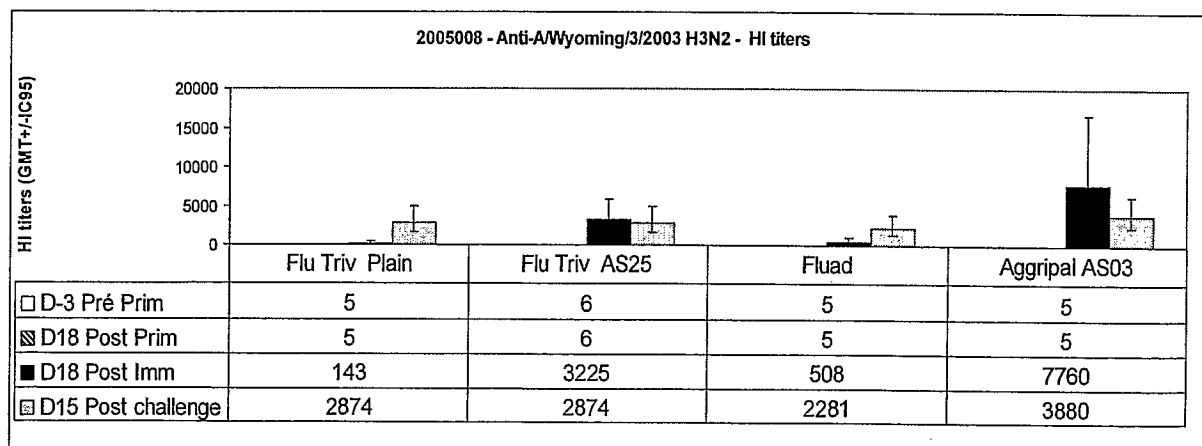 2005008 - Anti-A/Wyoming/3/2003 H3N2 - HI titers
HI titers (GMT+/-IC95)
20000
15000
10000
5000
0
Flu Triv Plain Flu Triv AS25 Fluad Aggripal AS03
D-3 Pré Prim 5 6 5 5
D18 Post Prim 5 6 5 5
D18 Post Imm 143 3225 508 7760
D15 Post challenge 2874 2874 2281 3880